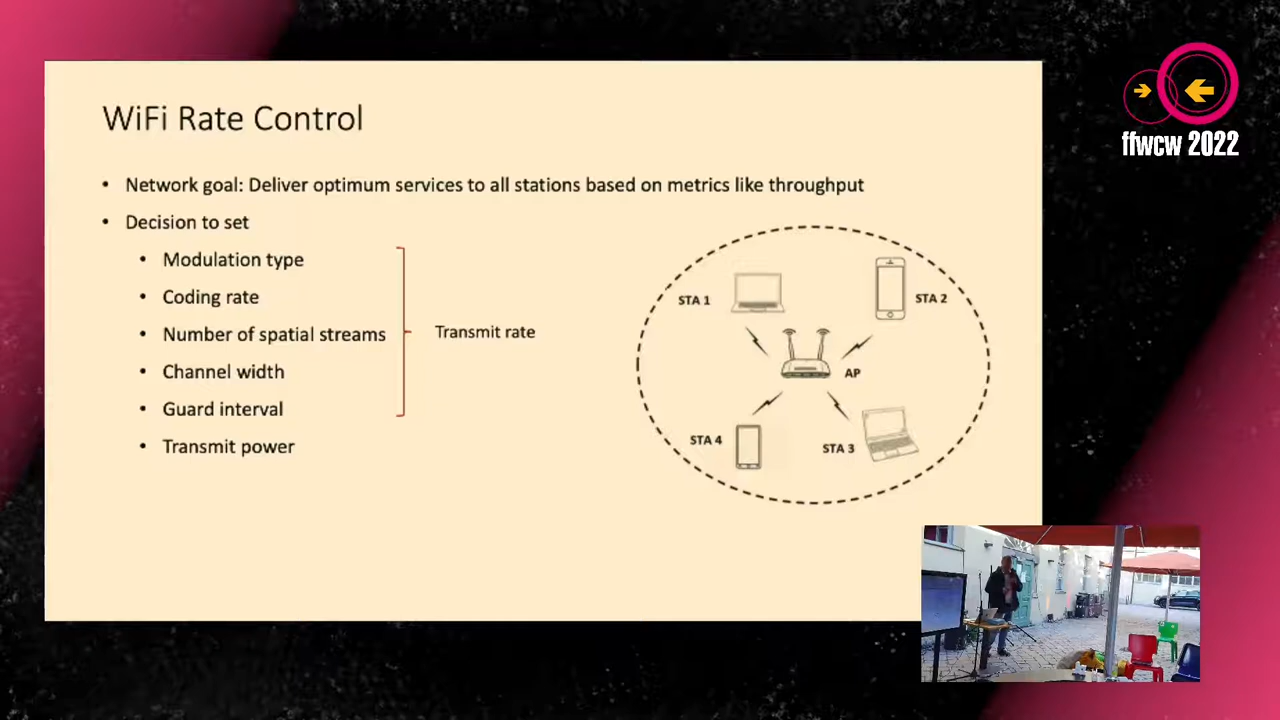 WiFi Rate Control
• Network goal: Deliver optimum services to all stations based on metrics like throughput
• Decision to set
• Modulation type
• Coding rate
• Number of spatial streams
• Channel width
• Guard interval
• Transmit power
Transmit rate
STA 1
STA 2
AP
STA 4
STA 3
ffwcw 2022